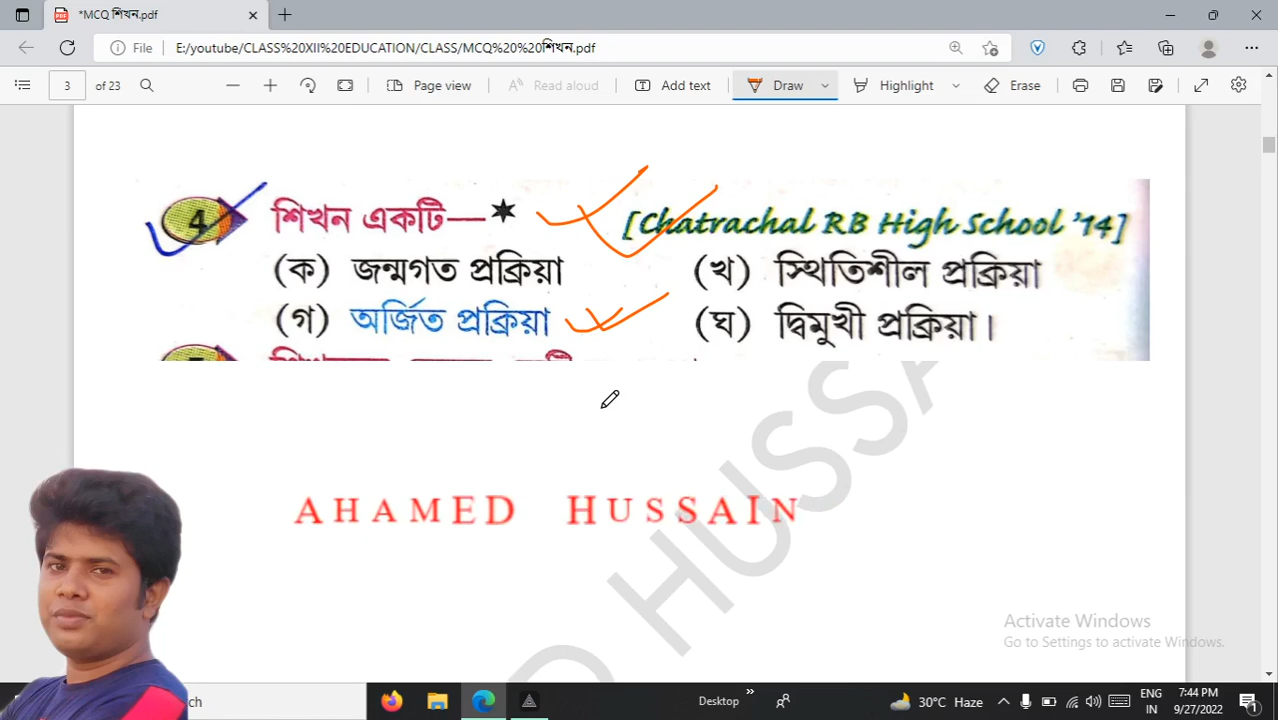 *MCQ শিখন.pdf
File E:/youtube/CLASS%20XII%20EDUCATION/CLASS/MCQ%20%20শিখন.pdf
3 of 23 Page view Read aloud Add text Draw Highlight Erase
4 শিখন একটি—★ [Chatrachal RB High School '14]
(ক) জন্মগত প্রক্রিয়া (খ) স্থিতিশীল প্রক্রিয়া
(গ) অর্জিত প্রক্রিয়া (ঘ) দ্বিমুখী প্রক্রিয়া।
HUSSA
AHAMED HUSSAIN
D HUSSA
Activate Windows
Go to Settings to activate Windows.
rch Desktop 30°C Haze ENG 7:44 PM
IN 9/27/2022